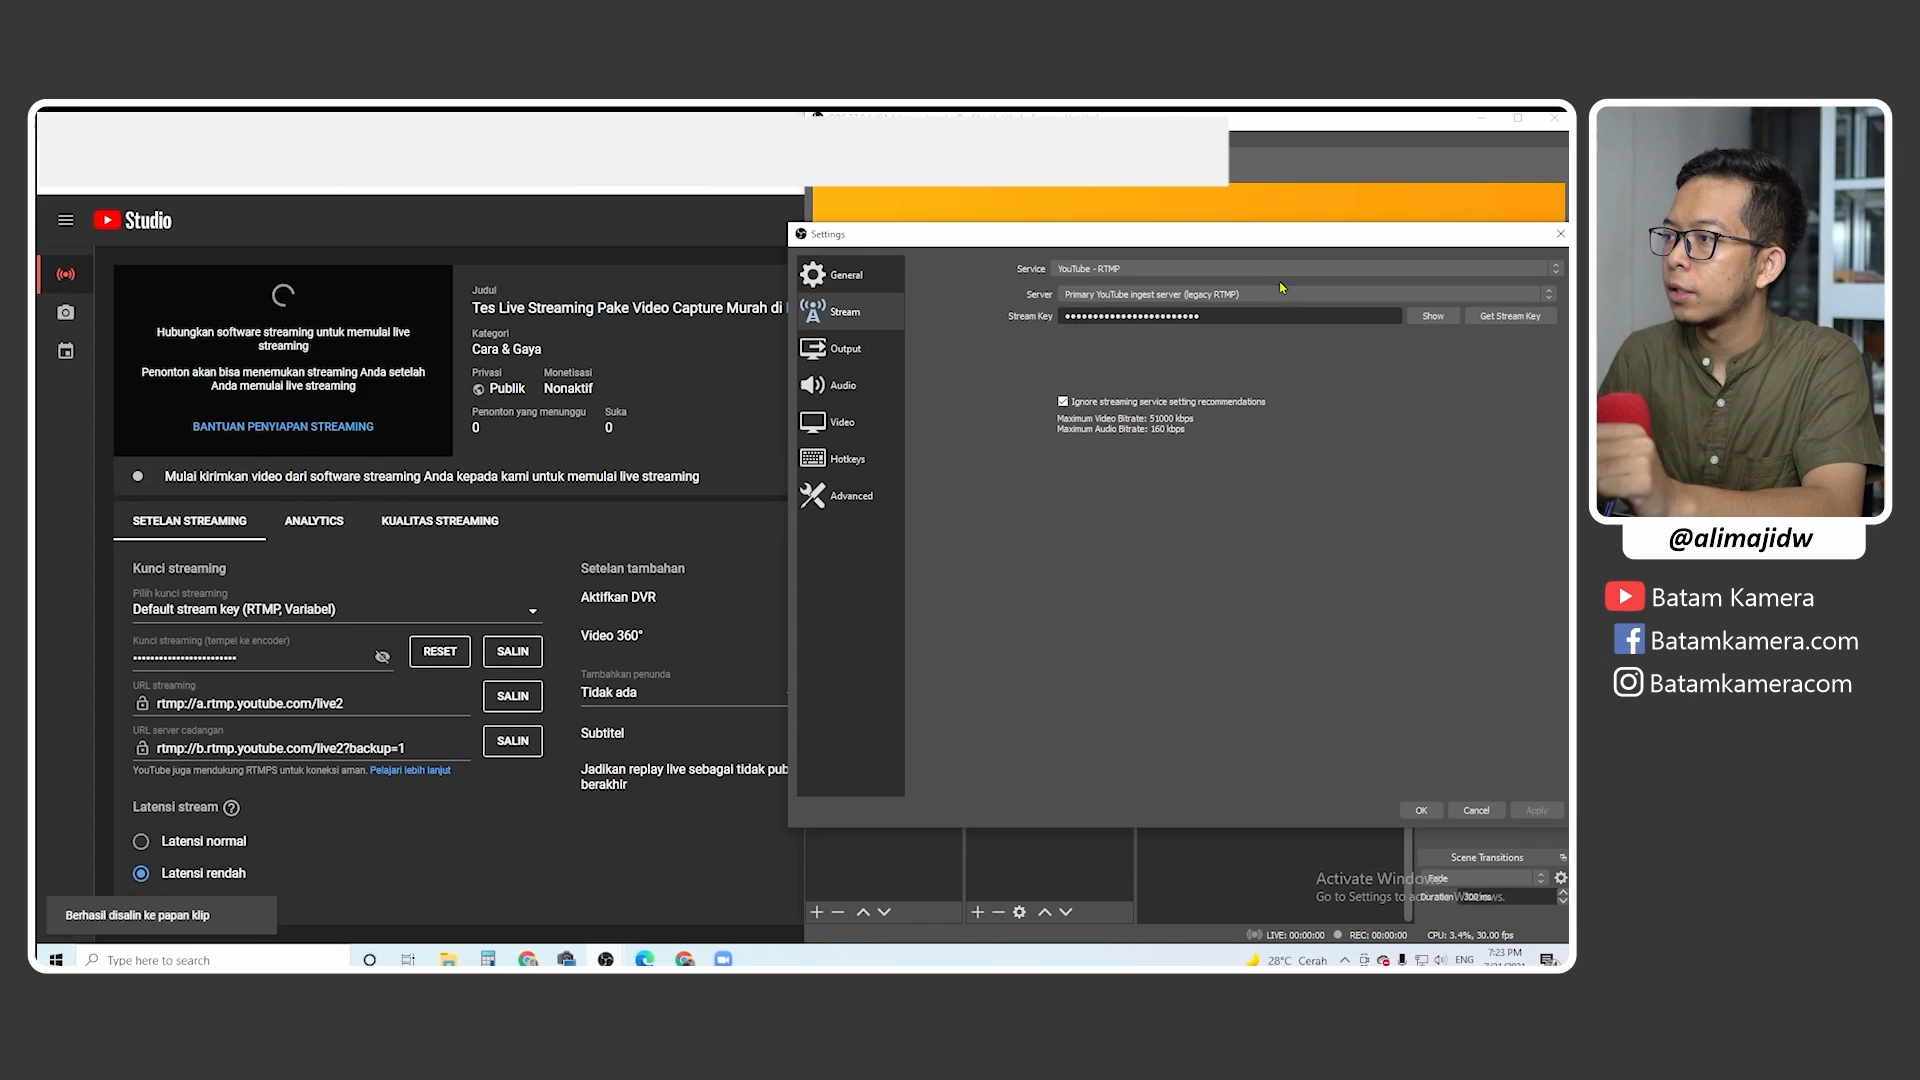 Studio
Hubungkan software streaming untuk memulai live
streaming
Penonton akan bisa menemukan streaming Anda setelah
Anda memulai live streaming
BANTUAN PENYIAPAN STREAMING
Judul
Tes Live Streaming Pake Video Capture Murah di
Kategori
Cara & Gaya
Privasi Monetisasi
Publik Nonaktif
Penonton yang menunggu Suka
0 0
Mulai kirimkan video dari software streaming Anda kepada kami untuk memulai live streaming
SETELAN STREAMING ANALYTICS KUALITAS STREAMING
Kunci streaming
Pilih kunci streaming
Default stream key (RTMP, Variabel)
Kunci streaming (tempel ke encoder)
RESET SALIN
URL streaming
rtmp://a.rtmp.youtube.com/live2
SALIN
URL server cadangan
rtmp://b.rtmp.youtube.com/live2?backup=1
SALIN
YouTube juga mendukung RTMPS untuk koneksi aman. Pelajari lebih lanjut
Latensi stream
Latensi normal
Latensi rendah
Setelan tambahan
Aktifkan DVR
Video 360°
Tambahkan penunda
Tidak ada
Subtitel
Jadikan replay live sebagai tidak pub
berakhir
Berhasil disalin ke papan klip
Settings
General
Stream
Output
Audio
Video
Hotkeys
Advanced
Service YouTube - RTMP
Server Primary YouTube ingest server (legacy RTMP)
Stream Key Show Get Stream Key
Ignore streaming service setting recommendations
Maximum Video Bitrate: 51000 kbps
Maximum Audio Bitrate: 160 kbps
OK Cancel Apply
Scene Transitions
Fade
Duration 300 ms
Activate Windows
Go to Settings to
LIVE: 00:00:00 REC: 00:00:00 CPU: 3.4%, 30.00 fps
Type here to search
28°C Cerah ENG 7:23 PM
@alimajidw
Batam Kamera
Batamkamera.com
Batamkameracom